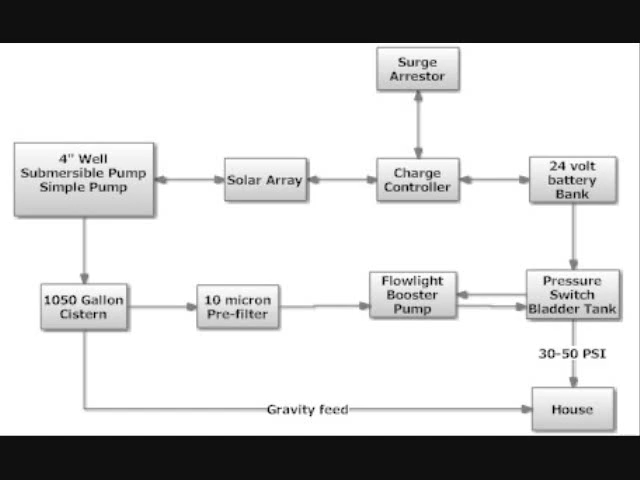 Surge
Arrestor
4" Well
Submersible Pump
Simple Pump
Solar Array
Charge
Controller
24 volt
battery
Bank
1050 Gallon
Cistern
10 micron
Pre-filter
Flowlight
Booster
Pump
Pressure
Switch
Bladder Tank
30-50 PSI
Gravity feed
House